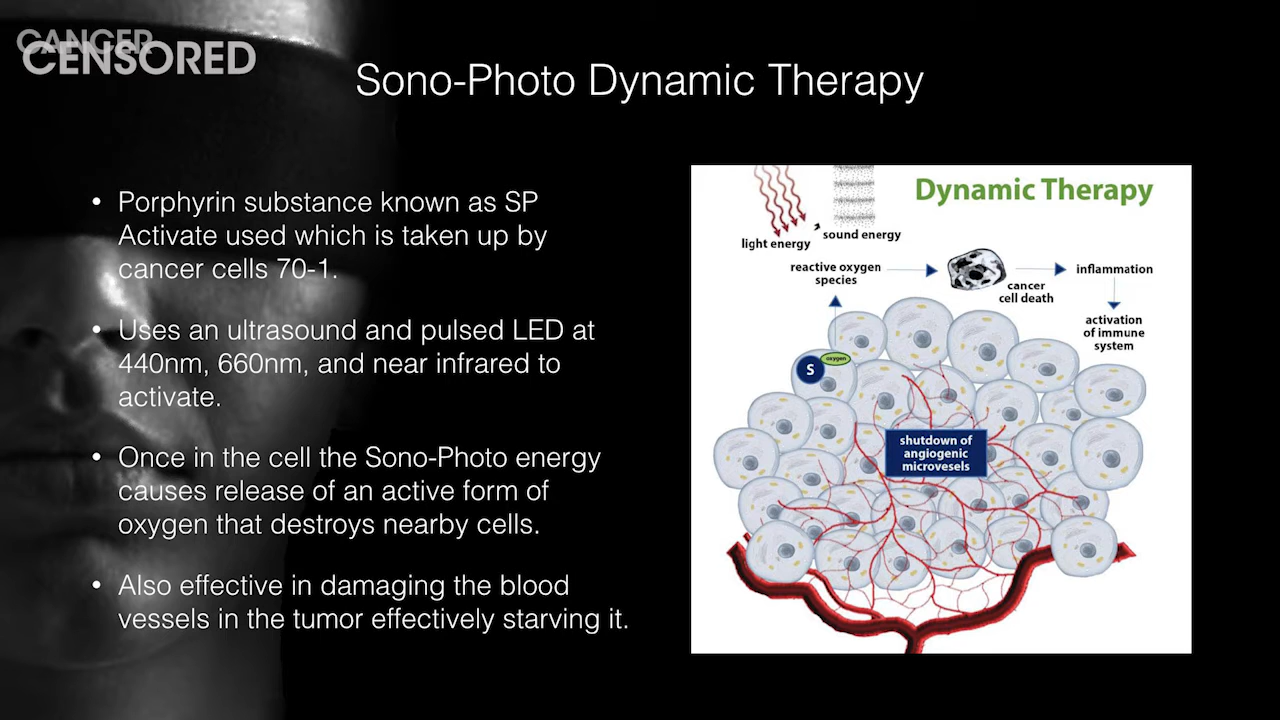 CANCER
CENSORED
Sono-Photo Dynamic Therapy
• Porphyrin substance known as SP
Activate used which is taken up by
cancer cells 70-1.
• Uses an ultrasound and pulsed LED at
440nm, 660nm, and near infrared to
activate.
• Once in the cell the Sono-Photo energy
causes release of an active form of
oxygen that destroys nearby cells.
• Also effective in damaging the blood
vessels in the tumor effectively starving it.
Dynamic Therapy
light energy
sound energy
reactive oxygen
species
cancer
cell death
inflammation
activation
of immune
system
S
oxygen
shutdown of
angiogenic
microvesels